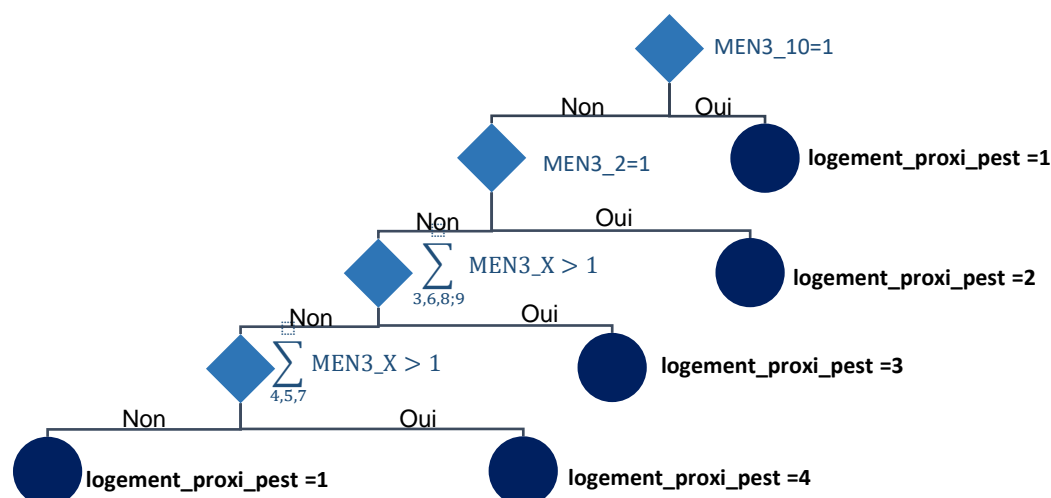 MEN3_10=1
Non
Oui
logement_proxi_pest =1
MEN3_2=1
Non
Oui
∑ MEN3_X > 1
3,6,8;9
logement_proxi_pest =2
Non
Oui
∑ MEN3_X > 1
4,5,7
logement_proxi_pest =3
Non
Oui
logement_proxi_pest =1
logement_proxi_pest =4